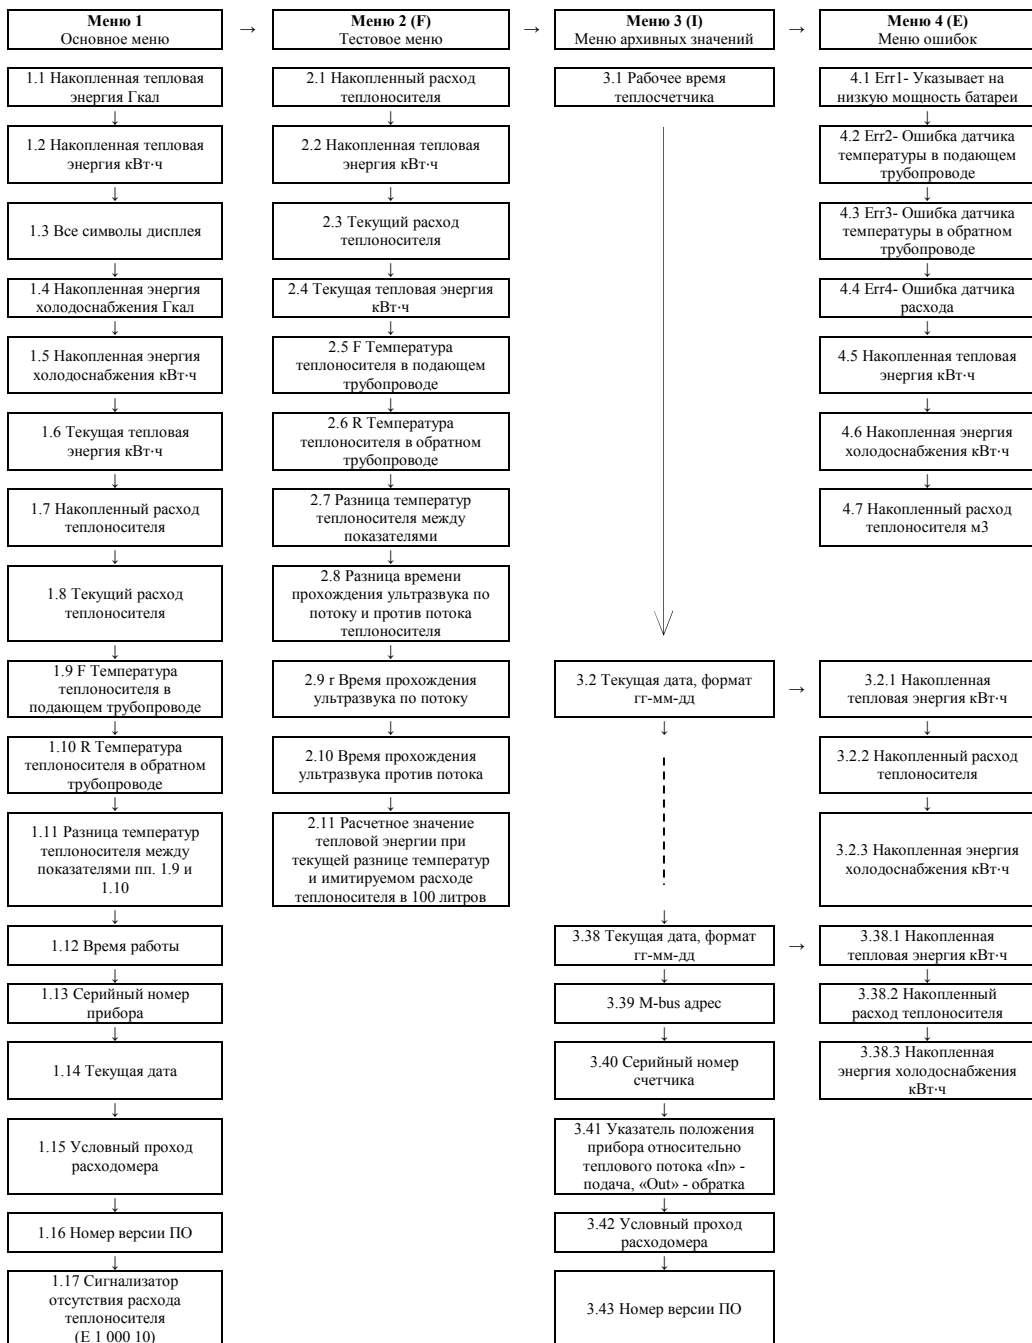 Меню 1
Основное меню
→
Меню 2 (F)
Тестовое меню
→
Меню 3 (I)
Меню архивных значений
→
Меню 4 (E)
Меню ошибок
1.1 Накопленная тепловая
энергия Гкал
↓
1.2 Накопленная тепловая
энергия кВт·ч
↓
1.3 Все символы дисплея
↓
1.4 Накопленная энергия
холодоснабжения Гкал
↓
1.5 Накопленная энергия
холодоснабжения кВт·ч
↓
1.6 Текущая тепловая
энергия кВт·ч
↓
1.7 Накопленный расход
теплоносителя
↓
1.8 Текущий расход
теплоносителя
↓
1.9 F Температура
теплоносителя в
подающем трубопроводе
↓
1.10 R Температура
теплоносителя в обратном
трубопроводе
↓
1.11 Разница температур
теплоносителя между
показателями пп. 1.9 и
1.10
↓
1.12 Время работы
↓
1.13 Серийный номер
прибора
↓
1.14 Текущая дата
↓
1.15 Условный проход
расходомера
↓
1.16 Номер версии ПО
↓
1.17 Сигнализатор
отсутствия расхода
теплоносителя
(E 1 000 10)
2.1 Накопленный расход
теплоносителя
↓
2.2 Накопленная тепловая
энергия кВт·ч
↓
2.3 Текущий расход
теплоносителя
↓
2.4 Текущая тепловая энергия
кВт·ч
↓
2.5 F Температура
теплоносителя в подающем
трубопроводе
↓
2.6 R Температура
теплоносителя в обратном
трубопроводе
↓
2.7 Разница температур
теплоносителя между
показателями
↓
2.8 Разница времени
прохождения ультразвука по
потоку и против потока
теплоносителя
↓
2.9 г Время прохождения
ультразвука по потоку
↓
2.10 Время прохождения
ультразвука против потока
↓
2.11 Расчетное значение
тепловой энергии при
текущей разнице температур
и имитируемом расходе
теплоносителя в 100 литров
3.1 Рабочее время
теплосчетчика
3.2 Текущая дата, формат
гг-мм-дд
→
↓
↓
3.38 Текущая дата, формат
гг-мм-дд
→
↓
3.39 M-bus адрес
↓
3.40 Серийный номер
счетчика
↓
3.41 Указатель положения
прибора относительно
теплового потока «In» -
подача, «Out» - обратка
↓
3.42 Условный проход
расходомера
↓
3.43 Номер версии ПО
4.1 Err1- Указывает на
низкую мощность батареи
↓
4.2 Err2- Ошибка датчика
температуры в подающем
трубопроводе
↓
4.3 Err3- Ошибка датчика
температуры в обратном
трубопроводе
↓
4.4 Err4- Ошибка датчика
расхода
↓
4.5 Накопленная тепловая
энергия кВт·ч
↓
4.6 Накопленная энергия
холодоснабжения кВт·ч
↓
4.7 Накопленный расход
теплоносителя м3
3.2.1 Накопленная
тепловая энергия кВт·ч
↓
3.2.2 Накопленный расход
теплоносителя
↓
3.2.3 Накопленная энергия
холодоснабжения кВт·ч
3.38.1 Накопленная
тепловая энергия кВт·ч
↓
3.38.2 Накопленный
расход теплоносителя
↓
3.38.3 Накопленная
энергия холодоснабжения
кВт·ч